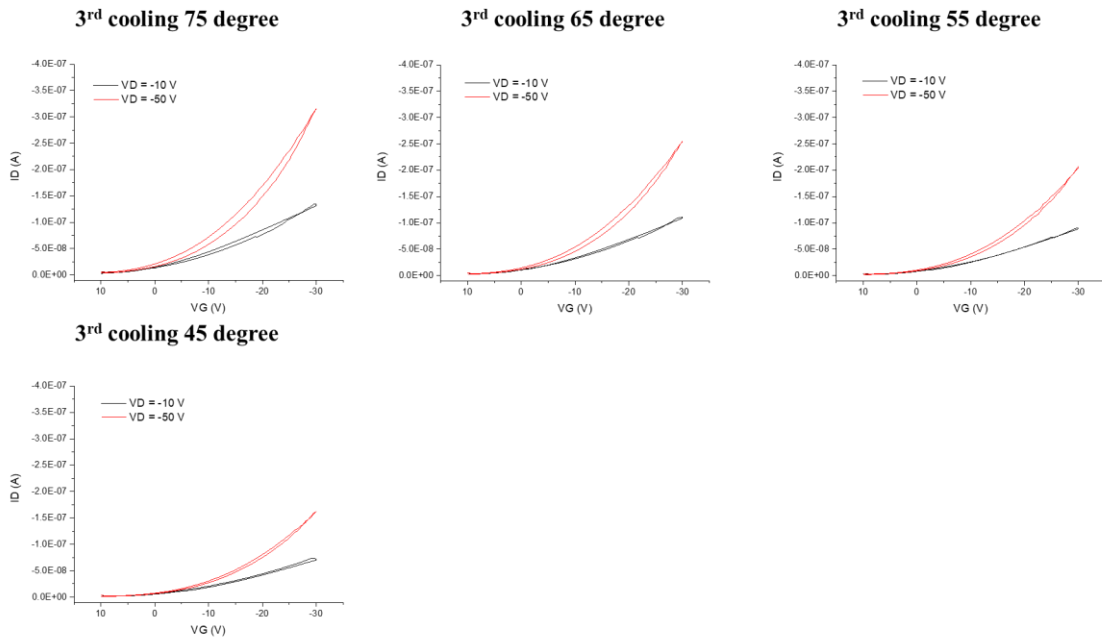 3rd cooling 75 degree
3rd cooling 65 degree
3rd cooling 55 degree
-4.0E-07
-3.5E-07
-3.0E-07
-2.5E-07
-2.0E-07
-1.5E-07
-1.0E-07
-5.0E-08
0.0E+00
ID (A)
VD = -10 V
VD = -50 V
10
0
-10
-20
-30
VG (V)
-4.0E-07
-3.5E-07
-3.0E-07
-2.5E-07
-2.0E-07
-1.5E-07
-1.0E-07
-5.0E-08
0.0E+00
ID (A)
VD = -10 V
VD = -50 V
10
0
-10
-20
-30
VG (V)
-4.0E-07
-3.5E-07
-3.0E-07
-2.5E-07
-2.0E-07
-1.5E-07
-1.0E-07
-5.0E-08
0.0E+00
ID (A)
VD = -10 V
VD = -50 V
10
0
-10
-20
-30
VG (V)
3rd cooling 45 degree
-4.0E-07
-3.5E-07
-3.0E-07
-2.5E-07
-2.0E-07
-1.5E-07
-1.0E-07
-5.0E-08
0.0E+00
ID (A)
VD = -10 V
VD = -50 V
10
0
-10
-20
-30
VG (V)